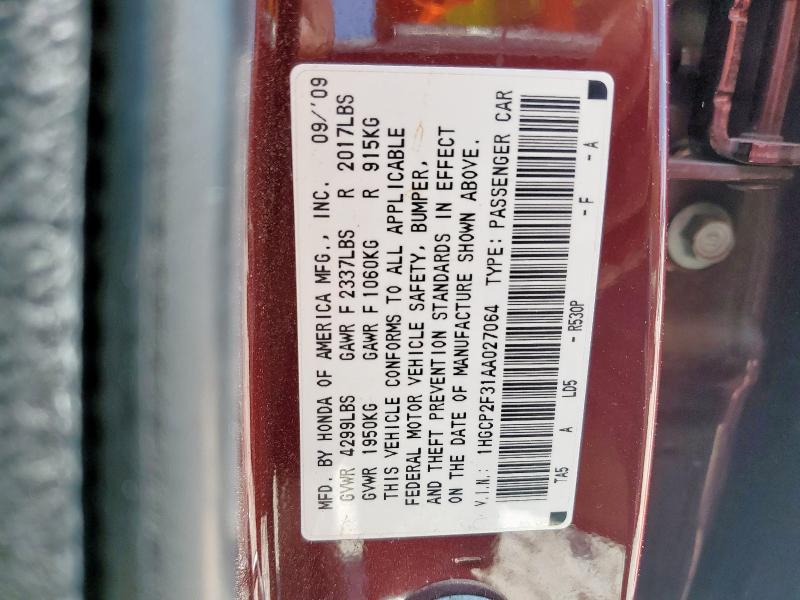 MFD. BY HONDA OF AMERICA MFG., INC. 09/'09
GVWR 4299LBS GAWR F 2337LBS R 2017LBS
GVWR 1950KG GAWR F 1060KG R 915KG
THIS VEHICLE CONFORMS TO ALL APPLICABLE
FEDERAL MOTOR VEHICLE SAFETY, BUMPER,
AND THEFT PREVENTION STANDARDS IN EFFECT
ON THE DATE OF MANUFACTURE SHOWN ABOVE.
V.I.N.: 1HGCP2F31AA027064 TYPE: PASSENGER CAR
TA5 A LD5 - R530P - F - A